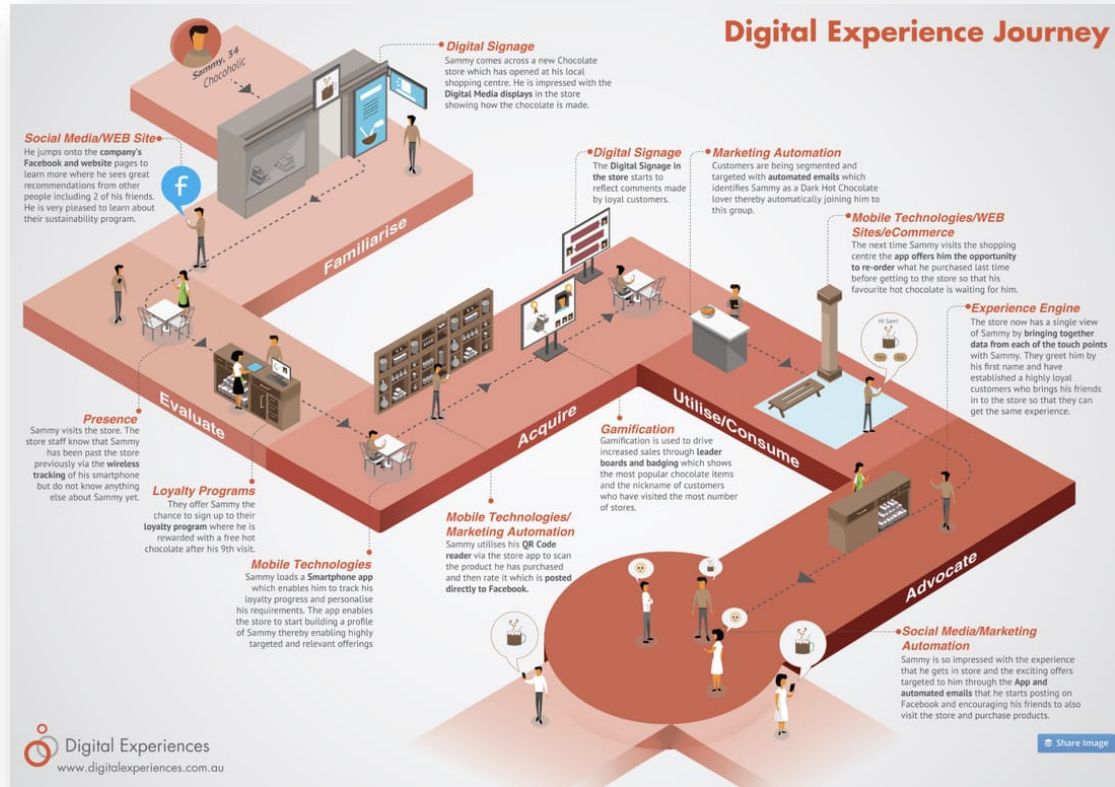 Digital Experience Journey
Sammy, 34
Chocoholic
Digital Signage
Sammy comes across a new Chocolate
store which has opened at his local
shopping centre. He is impressed with the
Digital Media displays in the store
showing how the chocolate is made.
Social Media/WEB Site
He jumps onto the company's
Facebook and website pages to
learn more where he sees great
recommendations from other
people including 2 of his friends.
He is very pleased to learn about
their sustainability program.
f
Familiarise
Presence
Sammy visits the store. The
store staff know that Sammy
has been past the store
previously via the wireless
tracking of his smartphone
but do not know anything
else about Sammy yet.
Evaluate
Loyalty Programs
They offer Sammy the
chance to sign up to their
loyalty program where he is
rewarded with a free hot
chocolate after his 9th visit.
Mobile Technologies
Sammy loads a Smartphone app
which enables him to track his
loyalty progress and personalise
his requirements. The app enables
the store to start building a profile
of Sammy thereby enabling highly
targeted and relevant offerings
Acquire
Mobile Technologies/
Marketing Automation
Sammy utilises his QR Code
reader via the store app to scan
the product he has purchased
and then rate it which is posted
directly to Facebook.
Gamification
Gamification is used to drive
increased sales through leader
boards and badging which shows
the most popular chocolate items
and the nickname of customers
who have visited the most number
of stores.
Digital Signage
The Digital Signage in
the store starts to
reflect comments made
by loyal customers.
Marketing Automation
Customers are being segmented and
targeted with automated emails which
identifies Sammy as a Dark Hot Chocolate
lover thereby automatically joining him to
this group.
Utilise/Consume
Mobile Technologies/WEB
Sites/eCommerce
The next time Sammy visits the shopping
centre the app offers him the opportunity
to re-order what he purchased last time
before getting to the store so that his
favourite hot chocolate is waiting for him.
Hi Sam!
Experience Engine
The store now has a single view
of Sammy by bringing together
data from each of the touch points
with Sammy. They greet him by
his first name and have
established a highly loyal
customers who brings his friends
in to the store so that they can
get the same experience.
Advocate
Social Media/Marketing
Automation
Sammy is so impressed with the experience
that he gets in store and the exciting offers
targeted to him through the App and
automated emails that he starts posting on
Facebook and encouraging his friends to also
visit the store and purchase products.
Digital Experiences
www.digitalexperiences.com.au
Share Image